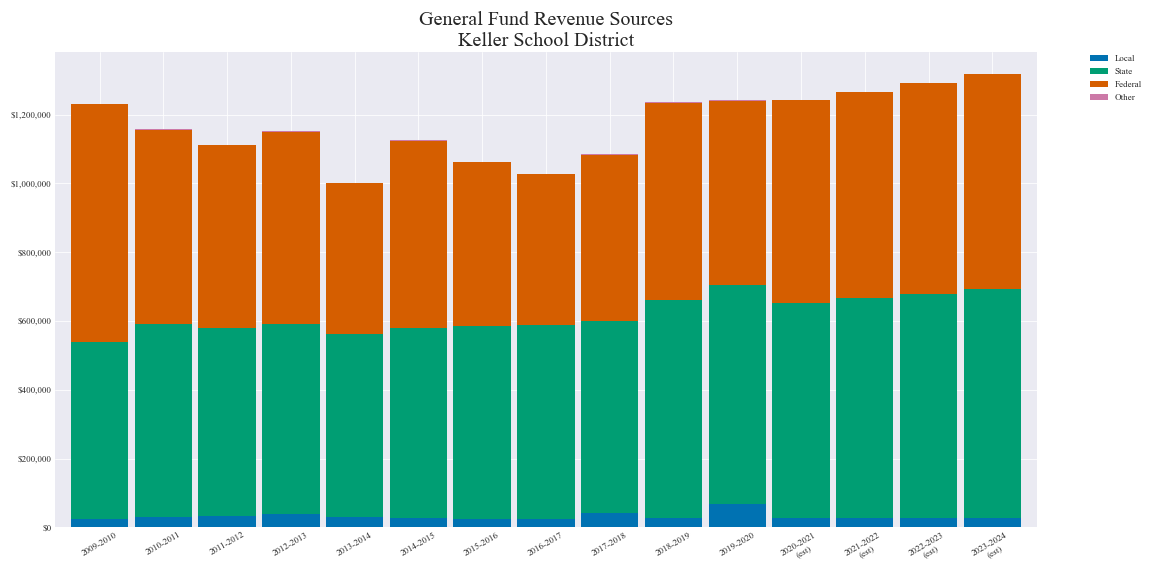 General Fund Revenue Sources
Keller School District
Local
State
Federal
Other
$1,200,000
$1,000,000
$800,000
$600,000
$400,000
$200,000
$0
2009-2010
2010-2011
2011-2012
2012-2013
2013-2014
2014-2015
2015-2016
2016-2017
2017-2018
2018-2019
2019-2020
2020-2021
(est)
2021-2022
(est)
2022-2023
(est)
2023-2024
(est)